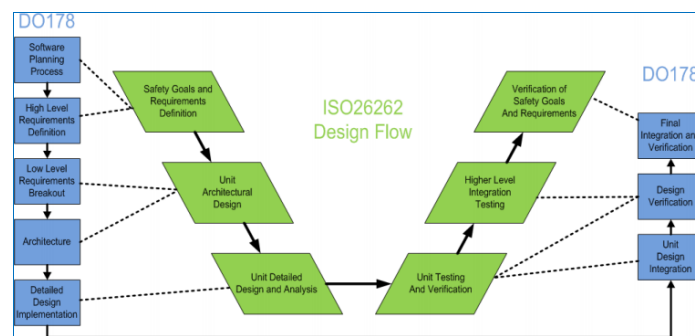 DO178
Software
Planning
Process
High Level
Requirements
Definition
Low Level
Requirements
Breakout
Architecture
Detailed
Design
Implementation
Safety Goals and
Requirements
Definition
Unit
Architectural
Design
Unit Detailed
Design and Analysis
ISO26262
Design Flow
Verification of
Safety Goals
And Requirements
Higher Level
Integration
Testing
Unit Testing
And Verification
DO178
Final
Integration and
Verification
Design
Verification
Unit
Design
Integration